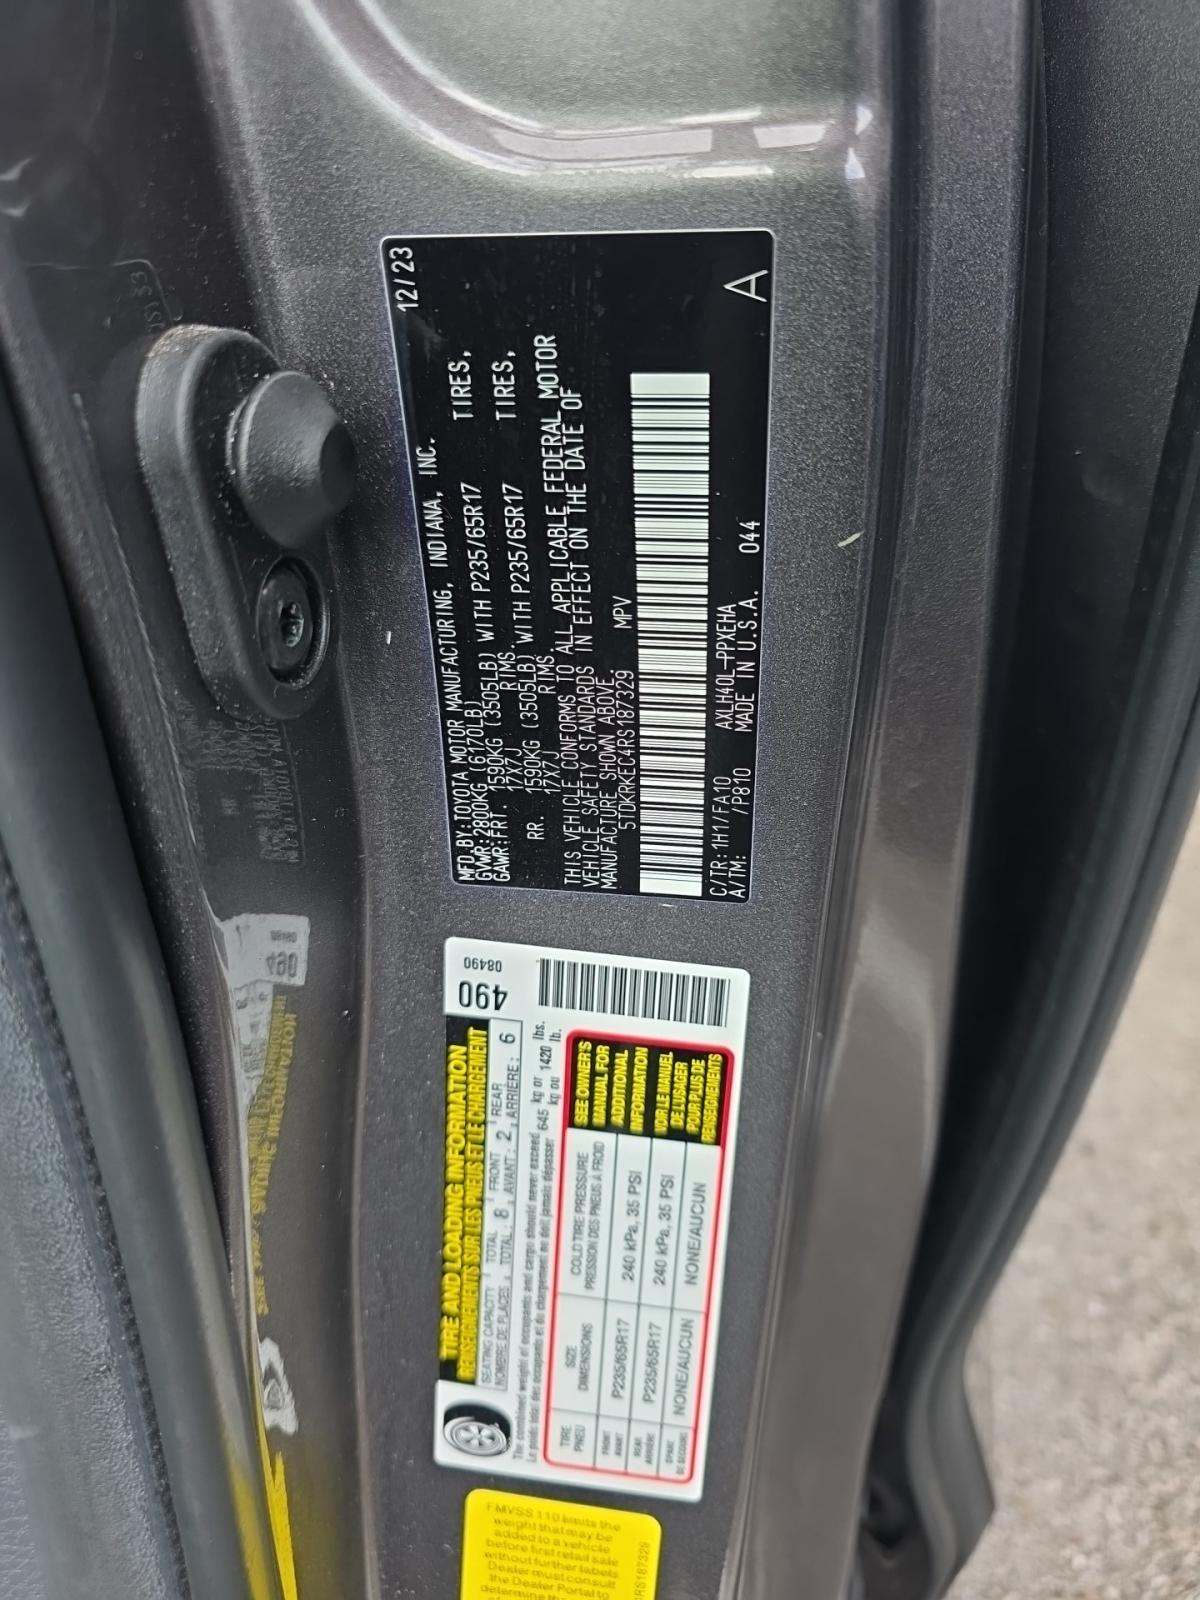 MFD.BY:TOYOTA MOTOR MANUFACTURING, INDIANA, INC. 12/23
GVWR:2800KG (6170LB)
GAWR:FRT. 1590KG (3505LB) WITH P235/65R17 TIRES,
17X7J RIMS,
RR. 1590KG (3505LB) WITH P235/65R17 TIRES,
17X7J RIMS.
THIS VEHICLE CONFORMS TO ALL APPLICABLE FEDERAL MOTOR
VEHICLE SAFETY STANDARDS IN EFFECT ON THE DATE OF
MANUFACTURE SHOWN ABOVE.
5TDKRKEC4RS187329 MPV
C/TR: 1H1/FA10 AXLH40L-PPXEHA
A/TM: /P810 MADE IN U.S.A. 044 A
TIRE AND LOADING INFORMATION
RENSEIGNEMENTS SUR LES PNEUS ET LE CHARGEMENT
490 08490
SEATING CAPACITY TOTAL FRONT REAR
NOMBRE DE PLACES TOTAL: 8 AVANT: 2 ARRIÈRE: 6
The combined weight of occupants and cargo should never exceed 645 kg or 1420 lbs.
Le poids total des occupants et du chargement ne doit jamais dépasser kg ou lb.
TIRE SIZE COLD TIRE PRESSURE
PNEU DIMENSIONS PRESSION DES PNEUS À FROID
FRONT
AVANT P235/65R17 240 kPa, 35 PSI
REAR
ARRIÈRE P235/65R17 240 kPa, 35 PSI
SPARE
DE SECOURS NONE/AUCUN NONE/AUCUN
SEE OWNER'S
MANUAL FOR
ADDITIONAL
INFORMATION
VOIR LE MANUEL
DE L'USAGER
POUR PLUS DE
RENSEIGNEMENTS
FMVSS 110 limits the
weight that may be
added to a vehicle
before first retail sale
without further labels.
Dealer must consult
the Dealer Portal to
determine the
RS187329